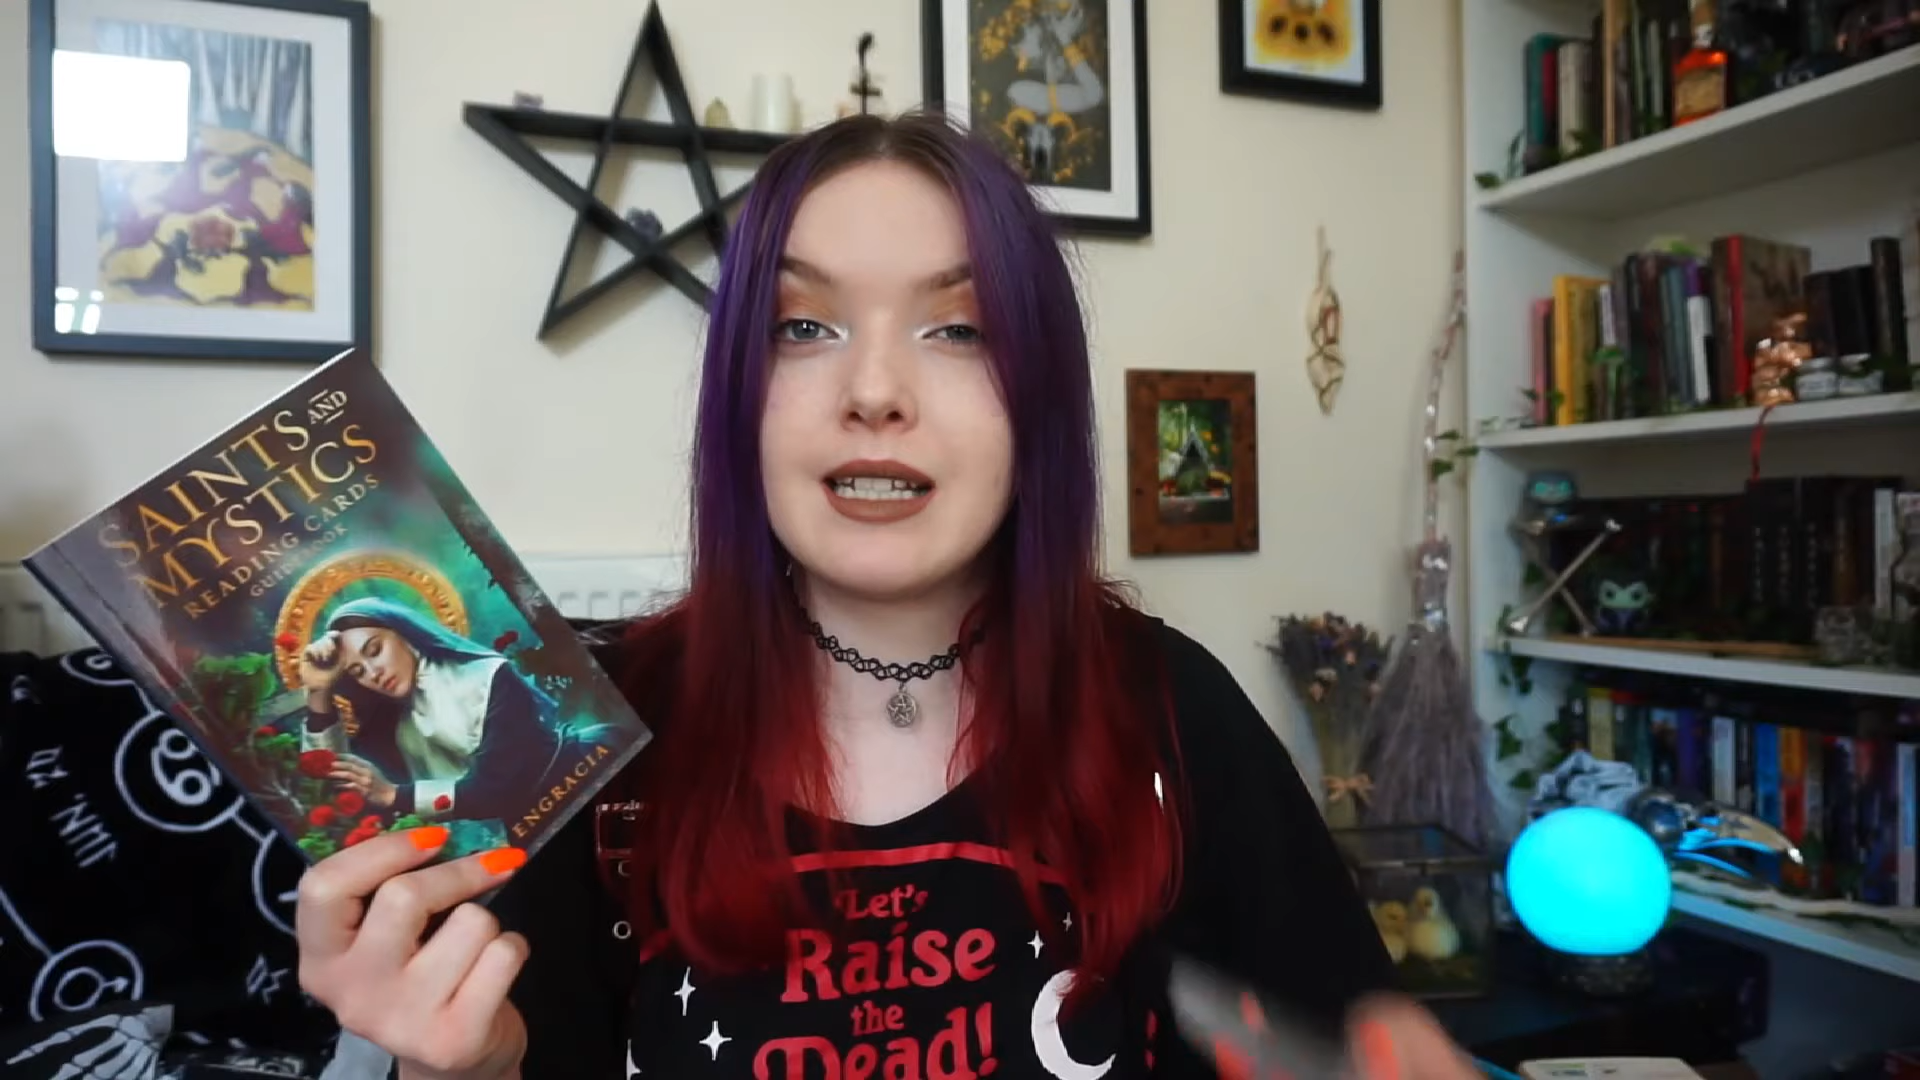 SAINTS AND
MYSTICS
READING CARDS
GUIDEBOOK
ENGRACIA
Let's
Raise
the
Dead!